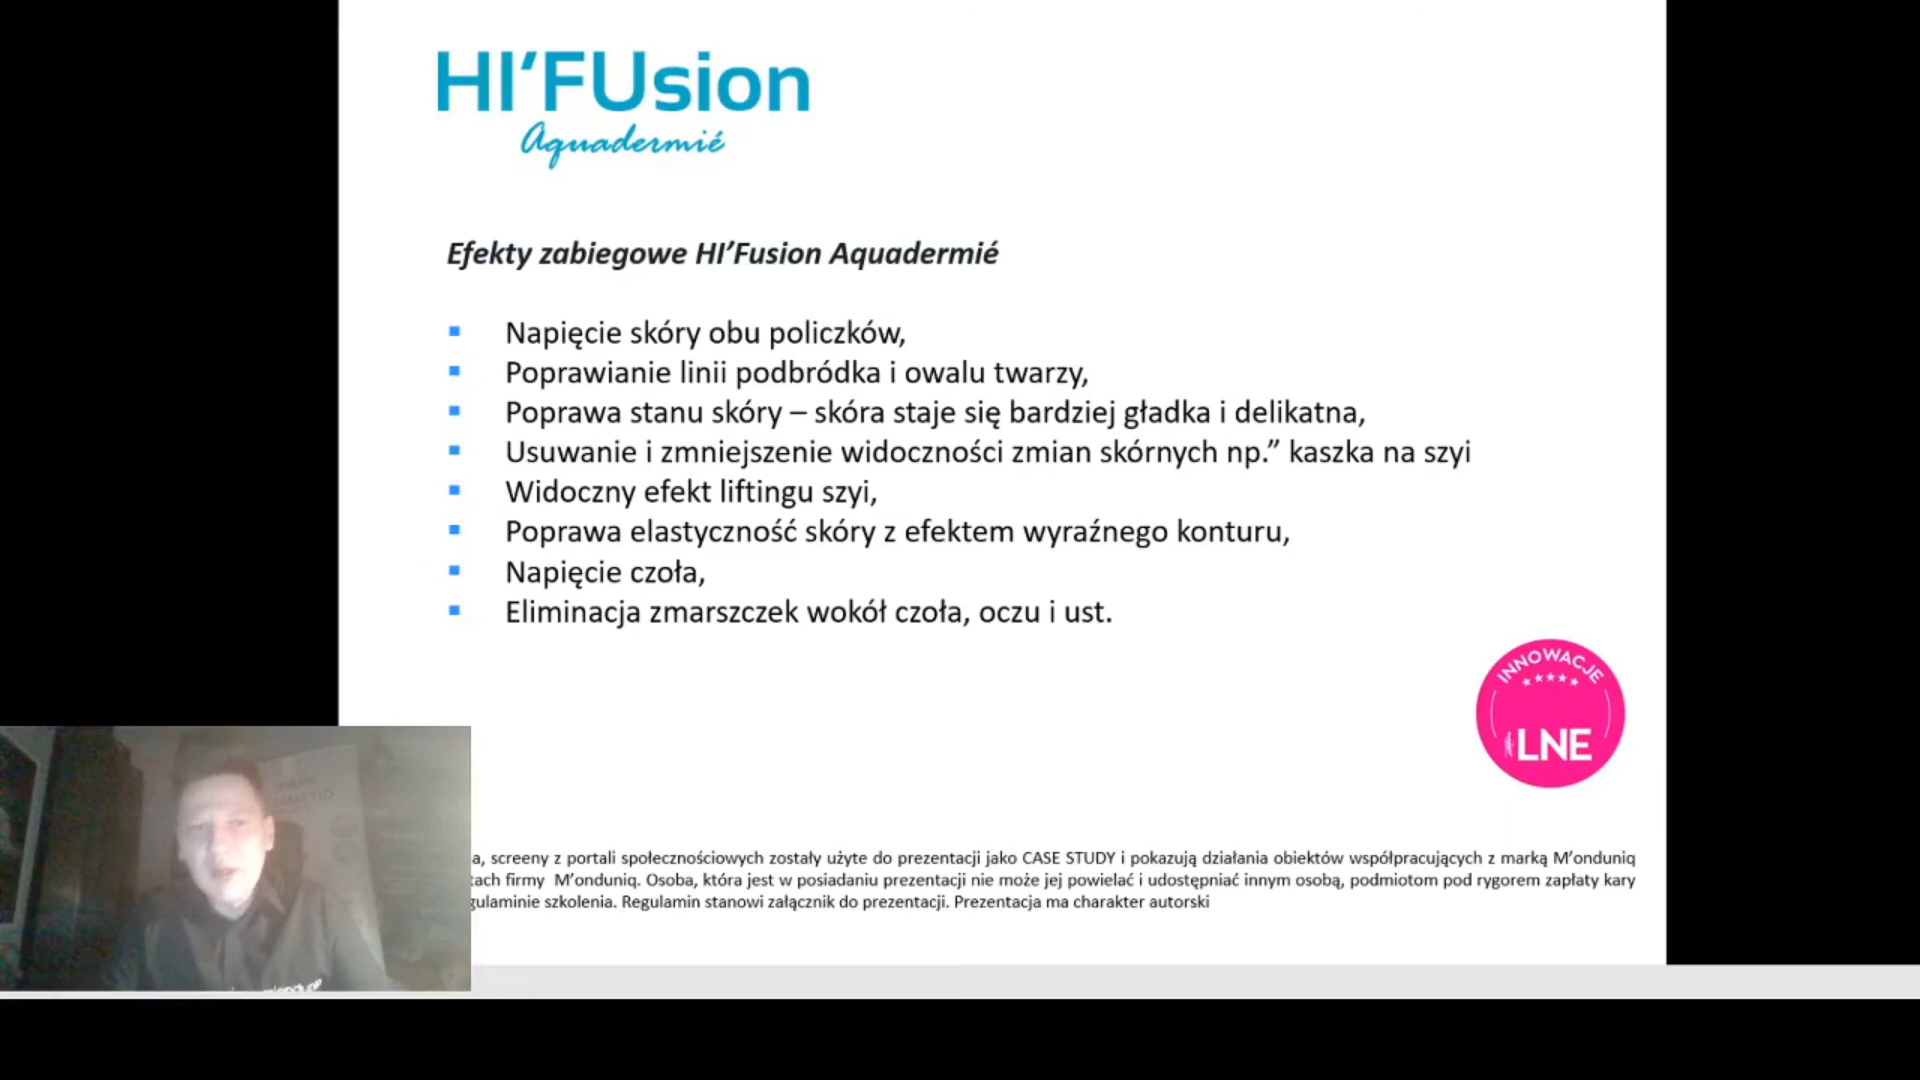 HI’FUsion
Aquadermié
Efekty zabiegowe HI’Fusion Aquadermié
Napięcie skóry obu policzków,
Poprawianie linii podbródka i owalu twarzy,
Poprawa stanu skóry – skóra staje się bardziej gładka i delikatna,
Usuwanie i zmniejszenie widoczności zmian skórnych np.” kaszka na szyi
Widoczny efekt liftingu szyi,
Poprawa elastyczność skóry z efektem wyraźnego konturu,
Napięcie czoła,
Eliminacja zmarszczek wokół czoła, oczu i ust.
INNOWACJE
LNE
screeny z portali społecznościowych zostały użyte do prezentacji jako CASE STUDY i pokazują działania obiektów współpracujących z marką M’onduniq
firmy M’onduniq. Osoba, która jest w posiadaniu prezentacji nie może jej powielać i udostępniać innym osobą, podmiotom pod rygorem zapłaty kary
szkolenia. Regulamin stanowi załącznik do prezentacji. Prezentacja ma charakter autorski